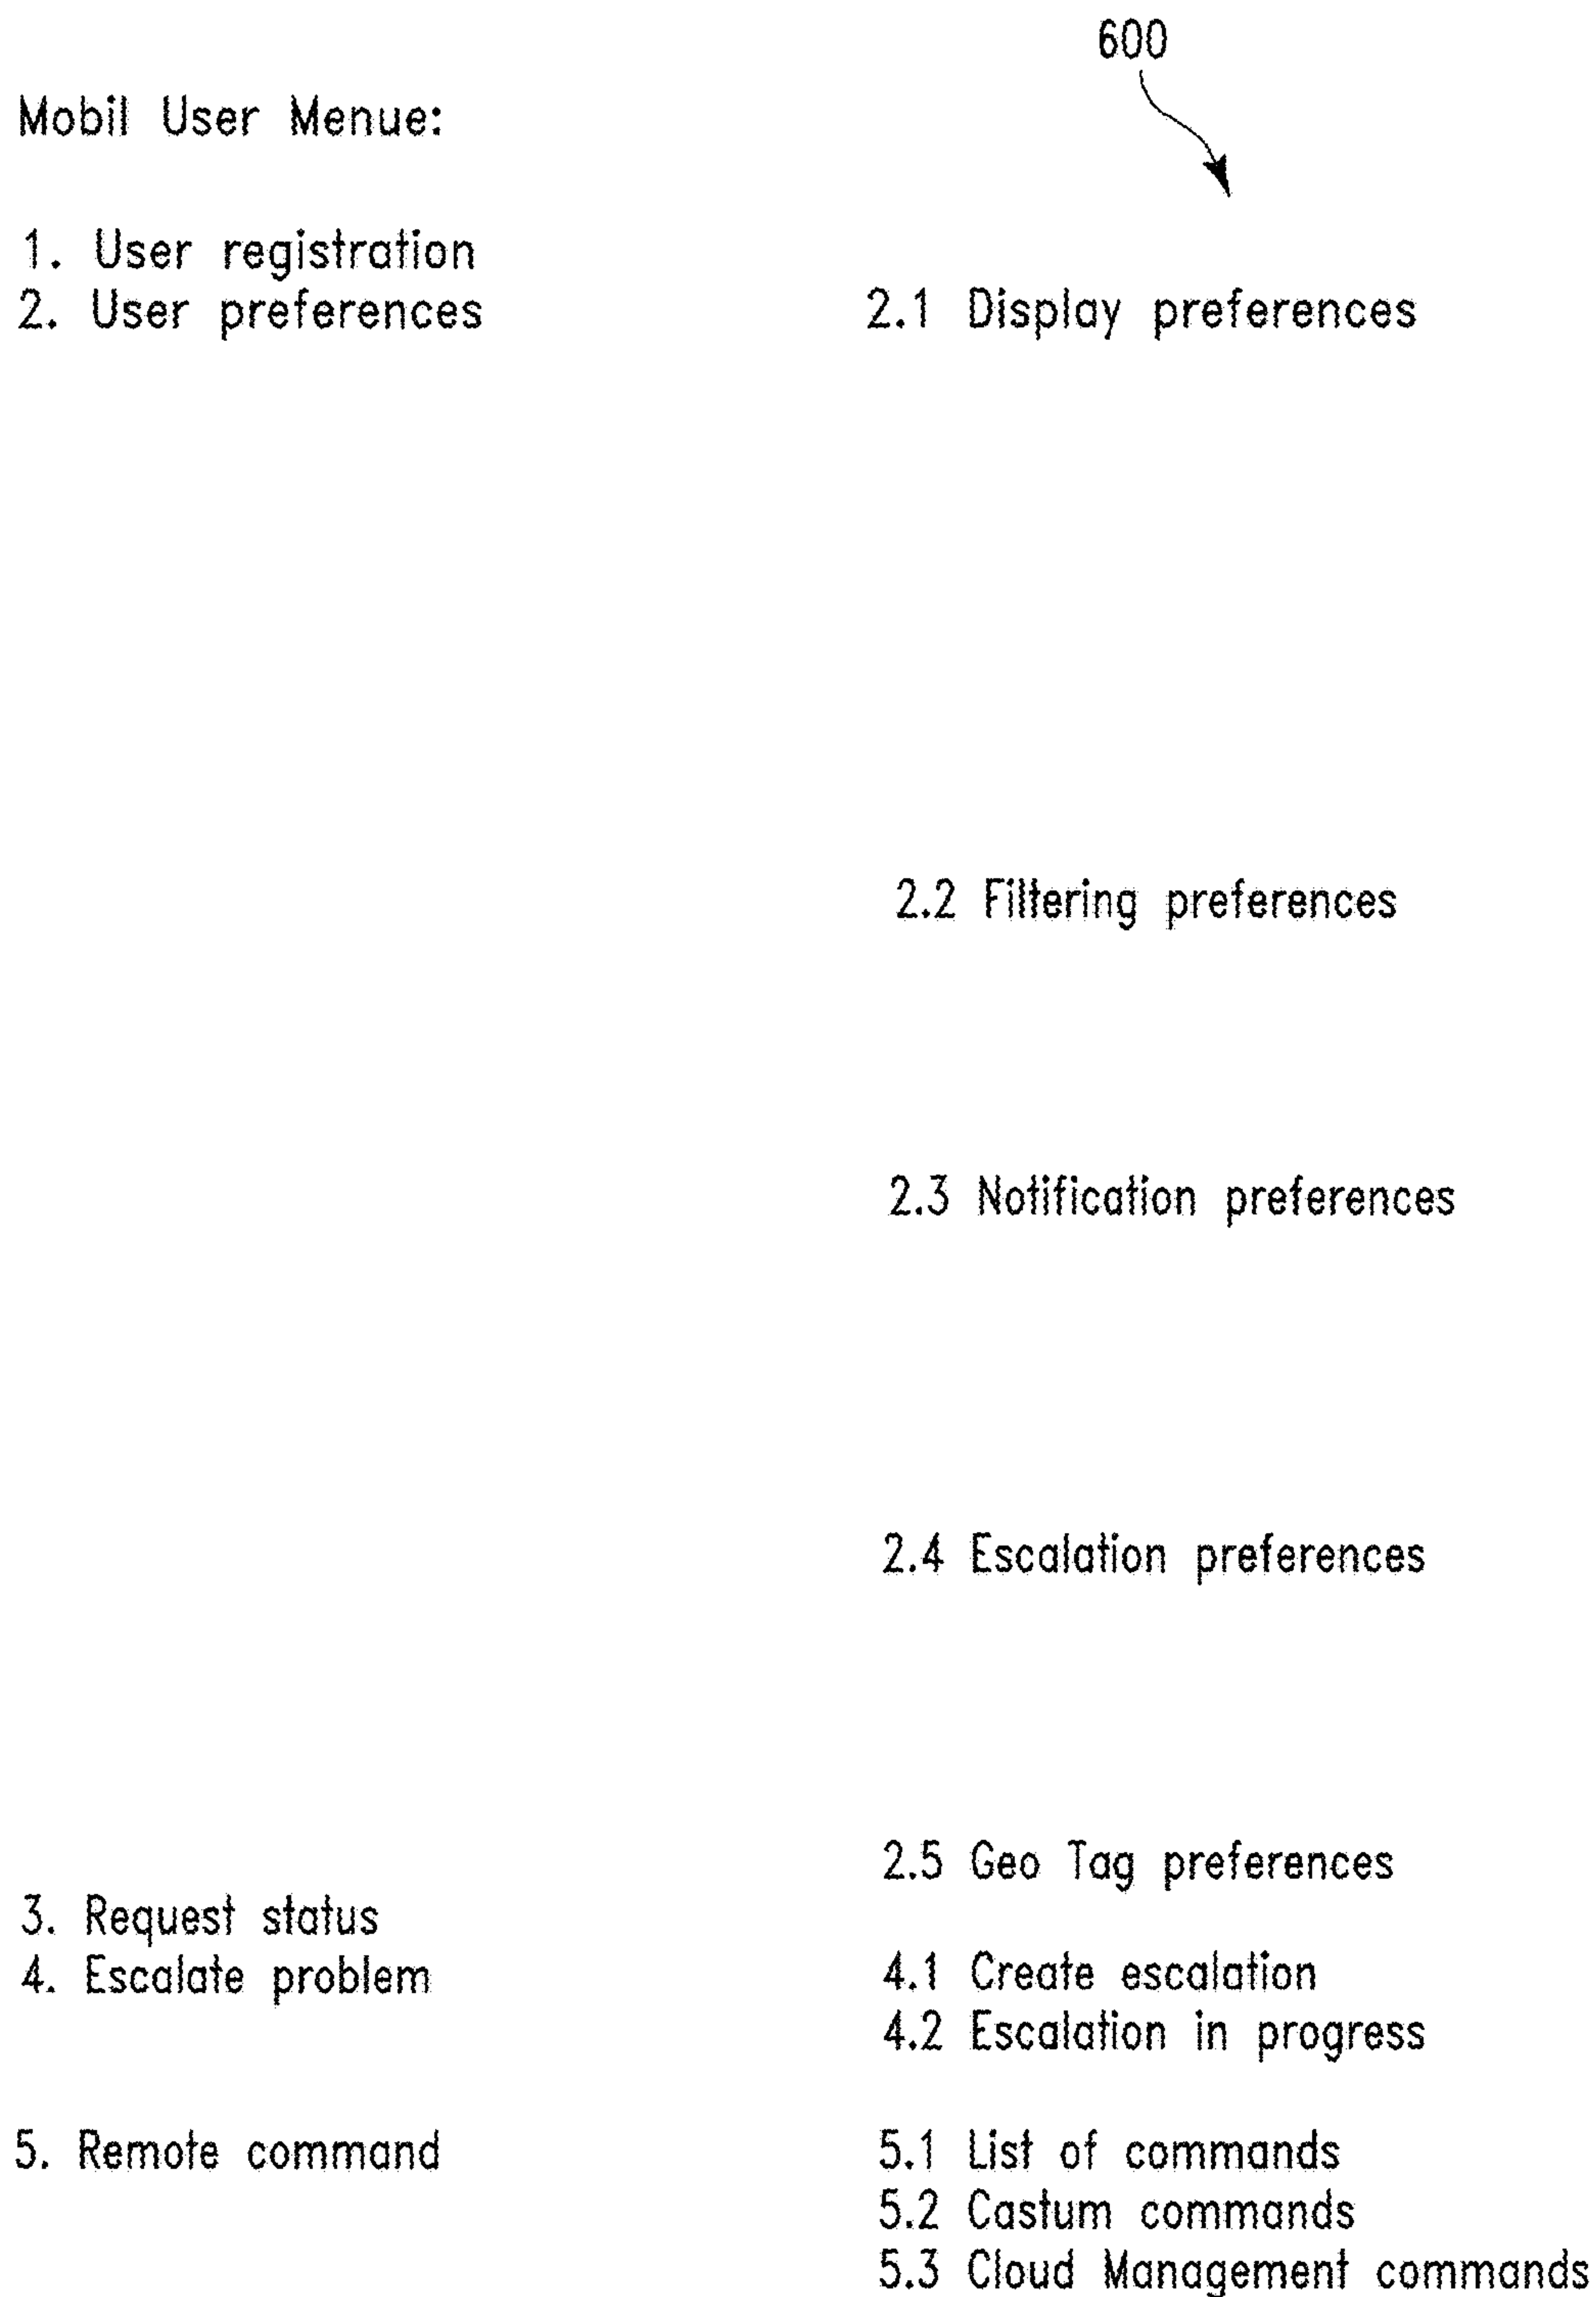 600
Mobil User Menue:
1. User registration
2. User preferences
2.1 Display preferences
2.2 Filtering preferences
2.3 Notification preferences
2.4 Escalation preferences
2.5 Geo Tag preferences
3. Request status
4. Escalate problem
4.1 Create escalation
4.2 Escalation in progress
5. Remote command
5.1 List of commands
5.2 Castum commands
5.3 Cloud Management commands